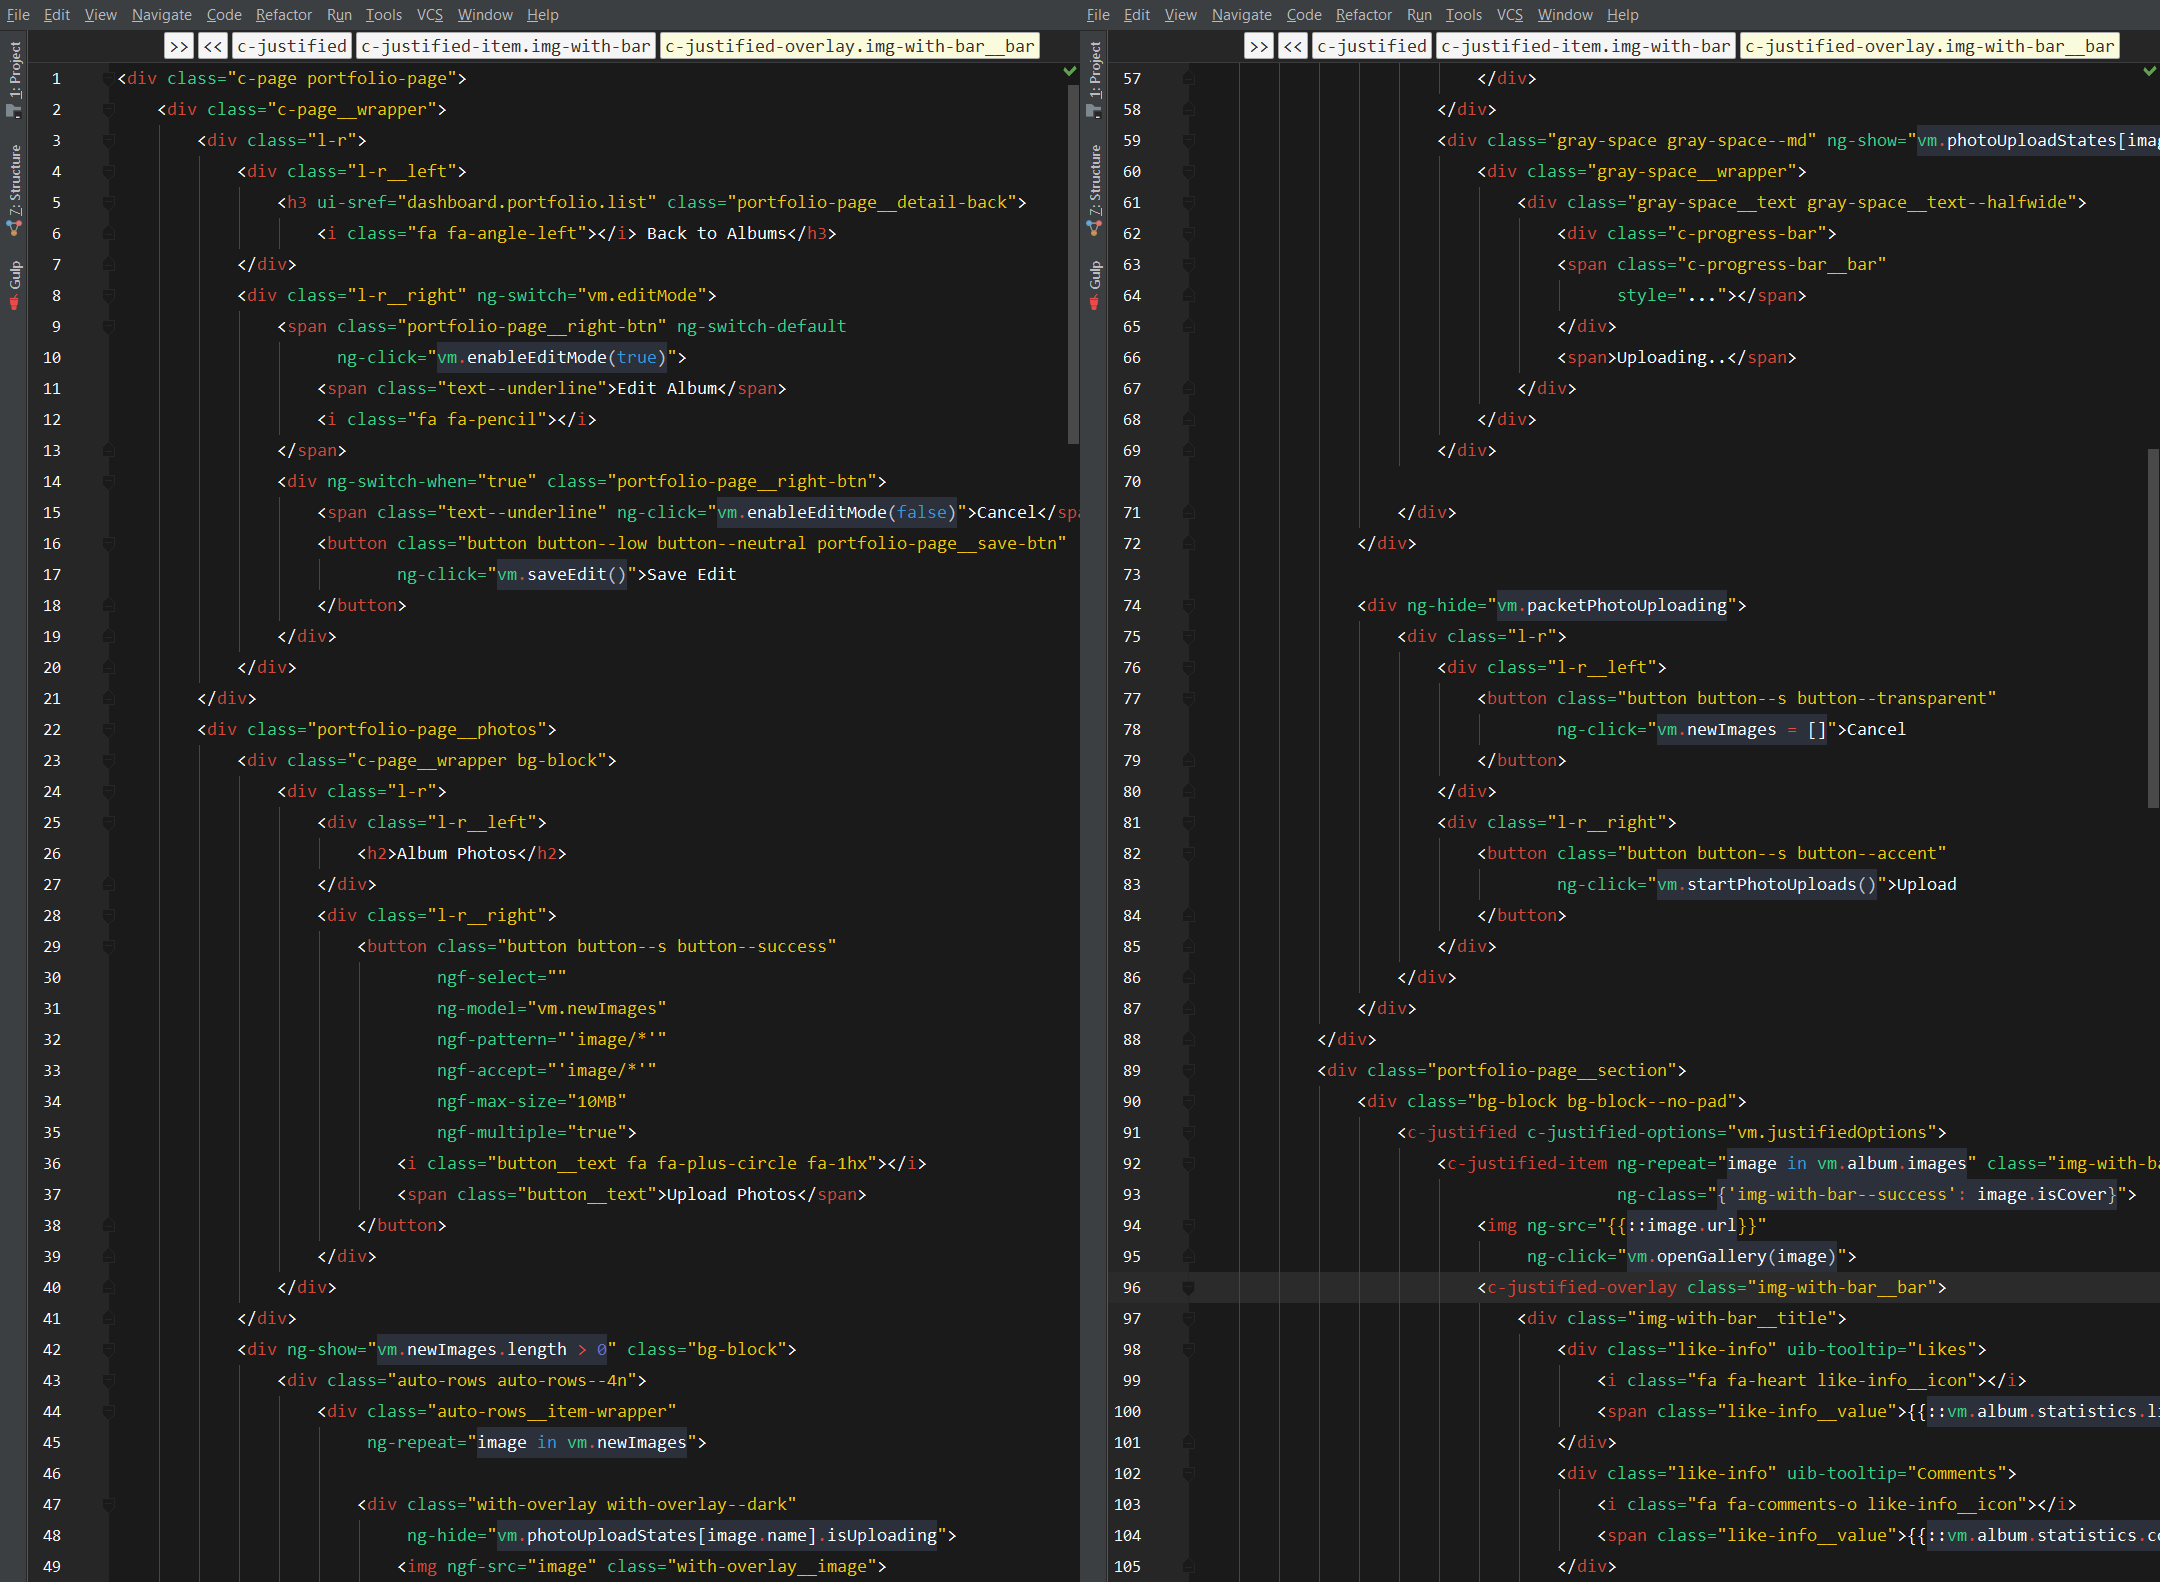 File Edit View Navigate Code Refactor Run Tools VCS Window Help
>> << c-justified c-justified-item.img-with-bar c-justified-overlay.img-with-bar__bar
1: Project
7: Structure
Gulp
1 <div class="c-page portfolio-page">
2 <div class="c-page__wrapper">
3 <div class="l-r">
4 <div class="l-r__left">
5 <h3 ui-sref="dashboard.portfolio.list" class="portfolio-page__detail-back">
6 <i class="fa fa-angle-left"></i> Back to Albums</h3>
7 </div>
8 <div class="l-r__right" ng-switch="vm.editMode">
9 <span class="portfolio-page__right-btn" ng-switch-default
10 ng-click="vm.enableEditMode(true)">
11 <span class="text--underline">Edit Album</span>
12 <i class="fa fa-pencil"></i>
13 </span>
14 <div ng-switch-when="true" class="portfolio-page__right-btn">
15 <span class="text--underline" ng-click="vm.enableEditMode(false)">Cancel</spa
16 <button class="button button--low button--neutral portfolio-page__save-btn"
17 ng-click="vm.saveEdit()">Save Edit
18 </button>
19 </div>
20 </div>
21 </div>
22 <div class="portfolio-page__photos">
23 <div class="c-page__wrapper bg-block">
24 <div class="l-r">
25 <div class="l-r__left">
26 <h2>Album Photos</h2>
27 </div>
28 <div class="l-r__right">
29 <button class="button button--s button--success"
30 ngf-select=""
31 ng-model="vm.newImages"
32 ngf-pattern="'image/*'"
33 ngf-accept="'image/*'"
34 ngf-max-size="10MB"
35 ngf-multiple="true">
36 <i class="button__text fa fa-plus-circle fa-1hx"></i>
37 <span class="button__text">Upload Photos</span>
38 </button>
39 </div>
40 </div>
41 </div>
42 <div ng-show="vm.newImages.length > 0" class="bg-block">
43 <div class="auto-rows auto-rows--4n">
44 <div class="auto-rows__item-wrapper"
45 ng-repeat="image in vm.newImages">
46
47 <div class="with-overlay with-overlay--dark"
48 ng-hide="vm.photoUploadStates[image.name].isUploading">
49 <img ngf-src="image" class="with-overlay__image">
File Edit View Navigate Code Refactor Run Tools VCS Window Help
>> << c-justified c-justified-item.img-with-bar c-justified-overlay.img-with-bar__bar
1: Project
7: Structure
Gulp
57 </div>
58 </div>
59 <div class="gray-space gray-space--md" ng-show="vm.photoUploadStates[imag
60 <div class="gray-space__wrapper">
61 <div class="gray-space__text gray-space__text--halfwide">
62 <div class="c-progress-bar">
63 <span class="c-progress-bar__bar"
64 style="..."></span>
65 </div>
66 <span>Uploading..</span>
67 </div>
68 </div>
69 </div>
70
71 </div>
72 </div>
73
74 <div ng-hide="vm.packetPhotoUploading">
75 <div class="l-r">
76 <div class="l-r__left">
77 <button class="button button--s button--transparent"
78 ng-click="vm.newImages = []">Cancel
79 </button>
80 </div>
81 <div class="l-r__right">
82 <button class="button button--s button--accent"
83 ng-click="vm.startPhotoUploads()">Upload
84 </button>
85 </div>
86 </div>
87 </div>
88 </div>
89 <div class="portfolio-page__section">
90 <div class="bg-block bg-block--no-pad">
91 <c-justified c-justified-options="vm.justifiedOptions">
92 <c-justified-item ng-repeat="image in vm.album.images" class="img-with-ba
93 ng-class="{'img-with-bar--success': image.isCover}">
94 <img ng-src="{{::image.url}}"
95 ng-click="vm.openGallery(image)">
96 <c-justified-overlay class="img-with-bar__bar">
97 <div class="img-with-bar__title">
98 <div class="like-info" uib-tooltip="Likes">
99 <i class="fa fa-heart like-info__icon"></i>
100 <span class="like-info__value">{{::vm.album.statistics.li
101 </div>
102 <div class="like-info" uib-tooltip="Comments">
103 <i class="fa fa-comments-o like-info__icon"></i>
104 <span class="like-info__value">{{::vm.album.statistics.co
105 </div>